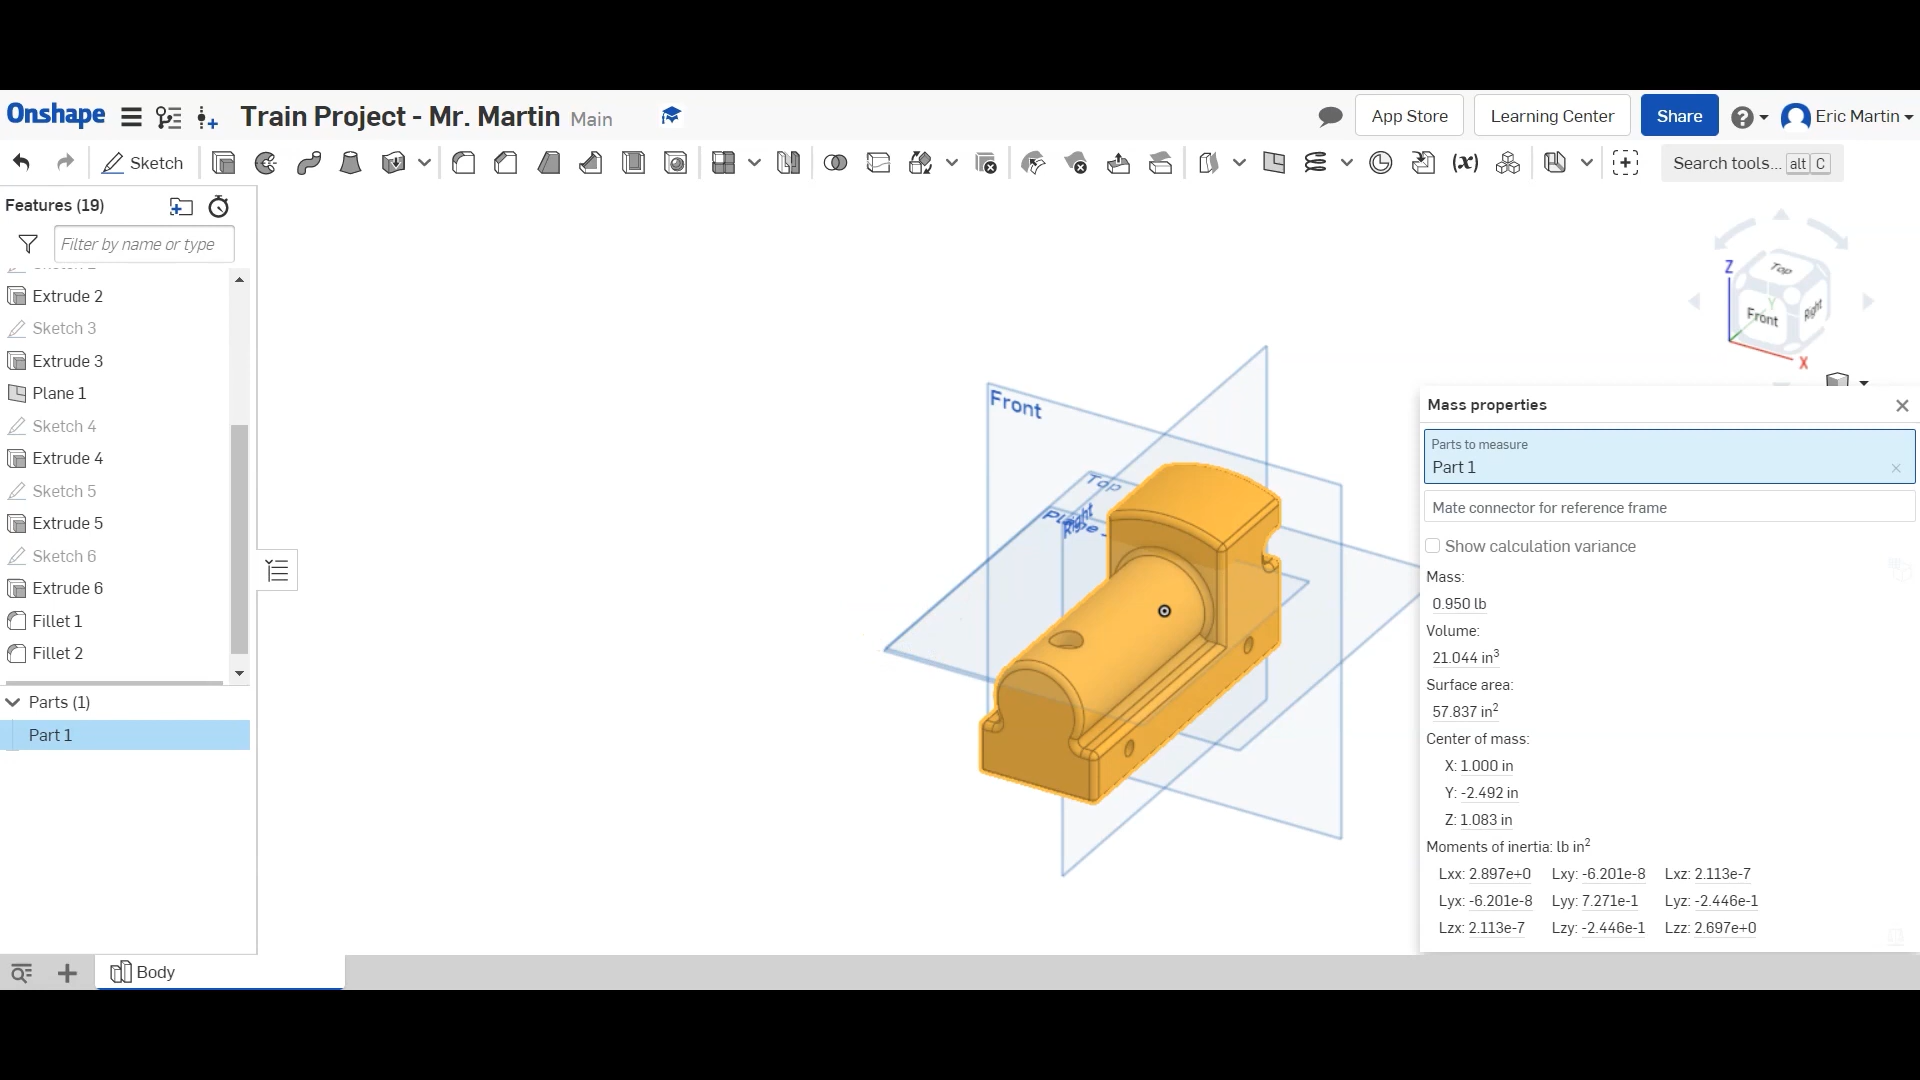 Onshape Train Project - Mr. Martin Main App Store Learning Center Share Eric Martin
Sketch (x) Search tools... alt C
Features (19)
Filter by name or type
Extrude 2
Sketch 3
Extrude 3
Plane 1
Sketch 4
Extrude 4
Sketch 5
Extrude 5
Sketch 6
Extrude 6
Fillet 1
Fillet 2
Parts (1)
Part 1
Front
Top
Right
Z
Top
Y
Front
Right
X
Mass properties
Parts to measure
Part 1
Mate connector for reference frame
Show calculation variance
Mass:
0.950 lb
Volume:
21.044 in³
Surface area:
57.837 in²
Center of mass:
X: 1.000 in
Y: -2.492 in
Z: 1.083 in
Moments of inertia: lb in²
Lxx: 2.897e+0 Lxy: -6.201e-8 Lxz: 2.113e-7
Lyx: -6.201e-8 Lyy: 7.271e-1 Lyz: -2.446e-1
Lzx: 2.113e-7 Lzy: -2.446e-1 Lzz: 2.697e+0
Body